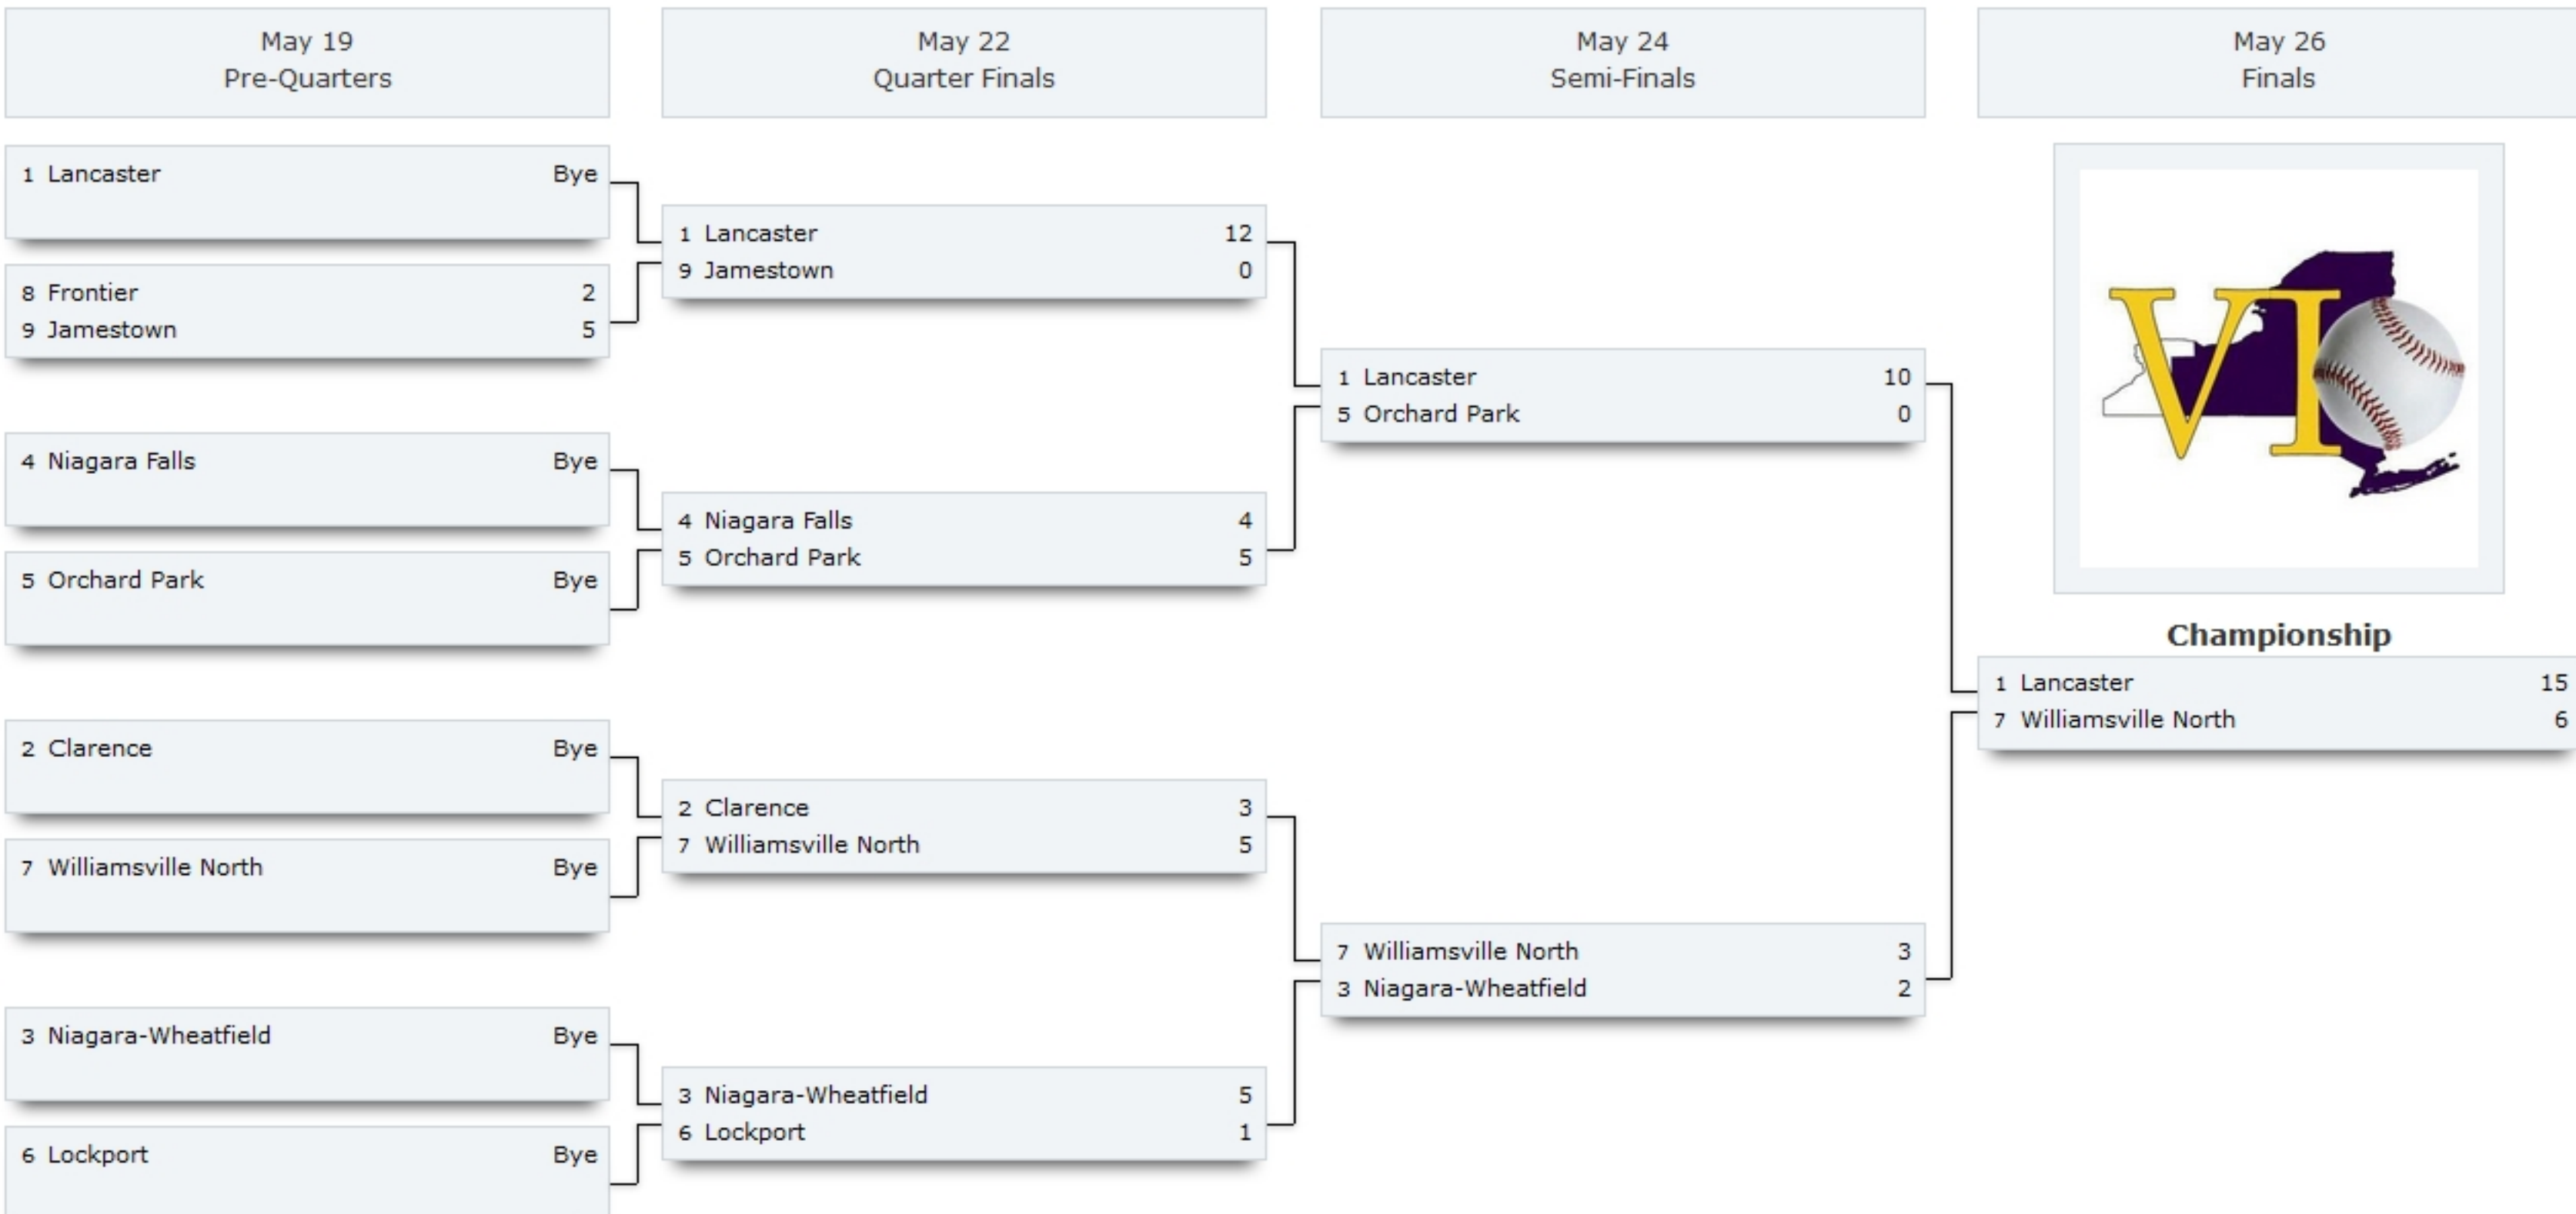 May 19
Pre-Quarters
May 22
Quarter Finals
May 24
Semi-Finals
May 26
Finals
1 Lancaster Bye
8 Frontier 2
9 Jamestown 5
4 Niagara Falls Bye
5 Orchard Park Bye
2 Clarence Bye
7 Williamsville North Bye
3 Niagara-Wheatfield Bye
6 Lockport Bye
1 Lancaster 12
9 Jamestown 0
4 Niagara Falls 4
5 Orchard Park 5
2 Clarence 3
7 Williamsville North 5
3 Niagara-Wheatfield 5
6 Lockport 1
1 Lancaster 10
5 Orchard Park 0
7 Williamsville North 3
3 Niagara-Wheatfield 2
VI
Championship
1 Lancaster 15
7 Williamsville North 6